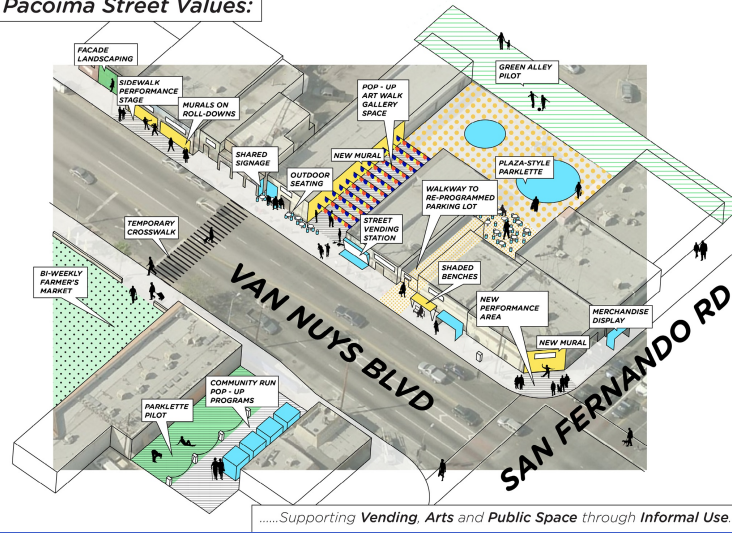 Pacoima Street Values:
FACADE
LANDSCAPING
SIDEWALK
PERFORMANCE
STAGE
MURALS ON
ROLL-DOWNS
POP - UP
ART WALK
GALLERY
SPACE
GREEN ALLEY
PILOT
SHARED
SIGNAGE
NEW MURAL
OUTDOOR
SEATING
PLAZA-STYLE
PARKLETTE
WALKWAY TO
RE-PROGRAMMED
PARKING LOT
STREET
VENDING
STATION
TEMPORARY
CROSSWALK
BI-WEEKLY
FARMER'S
MARKET
SHADED
BENCHES
NEW
PERFORMANCE
AREA
MERCHANDISE
DISPLAY
NEW MURAL
VAN NUYS BLVD
SAN FERNANDO RD
COMMUNITY RUN
POP - UP
PROGRAMS
PARKLETTE
PILOT
......Supporting Vending, Arts and Public Space through Informal Use.